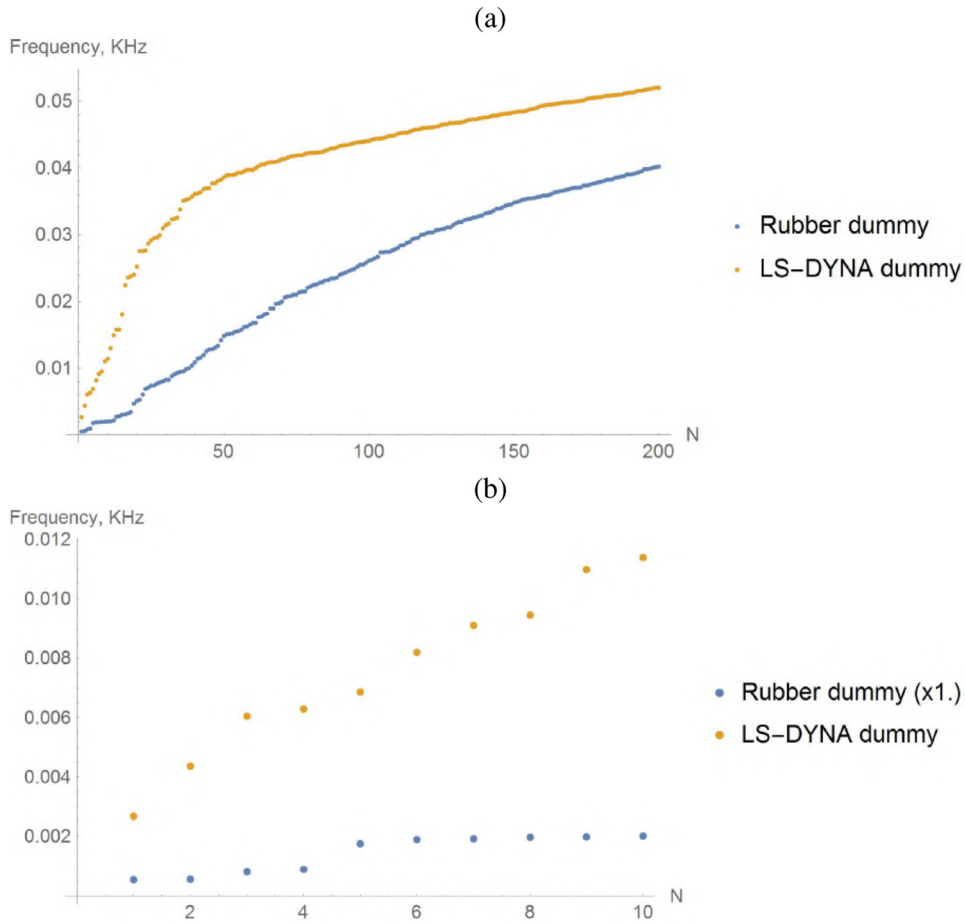 (a)
Frequency, KHz
0.05
0.04
0.03
0.02
0.01
50
100
150
200
N
Rubber dummy
LS-DYNA dummy
(b)
Frequency, KHz
0.012
0.010
0.008
0.006
0.004
0.002
2
4
6
8
10
N
Rubber dummy (x1.)
LS-DYNA dummy